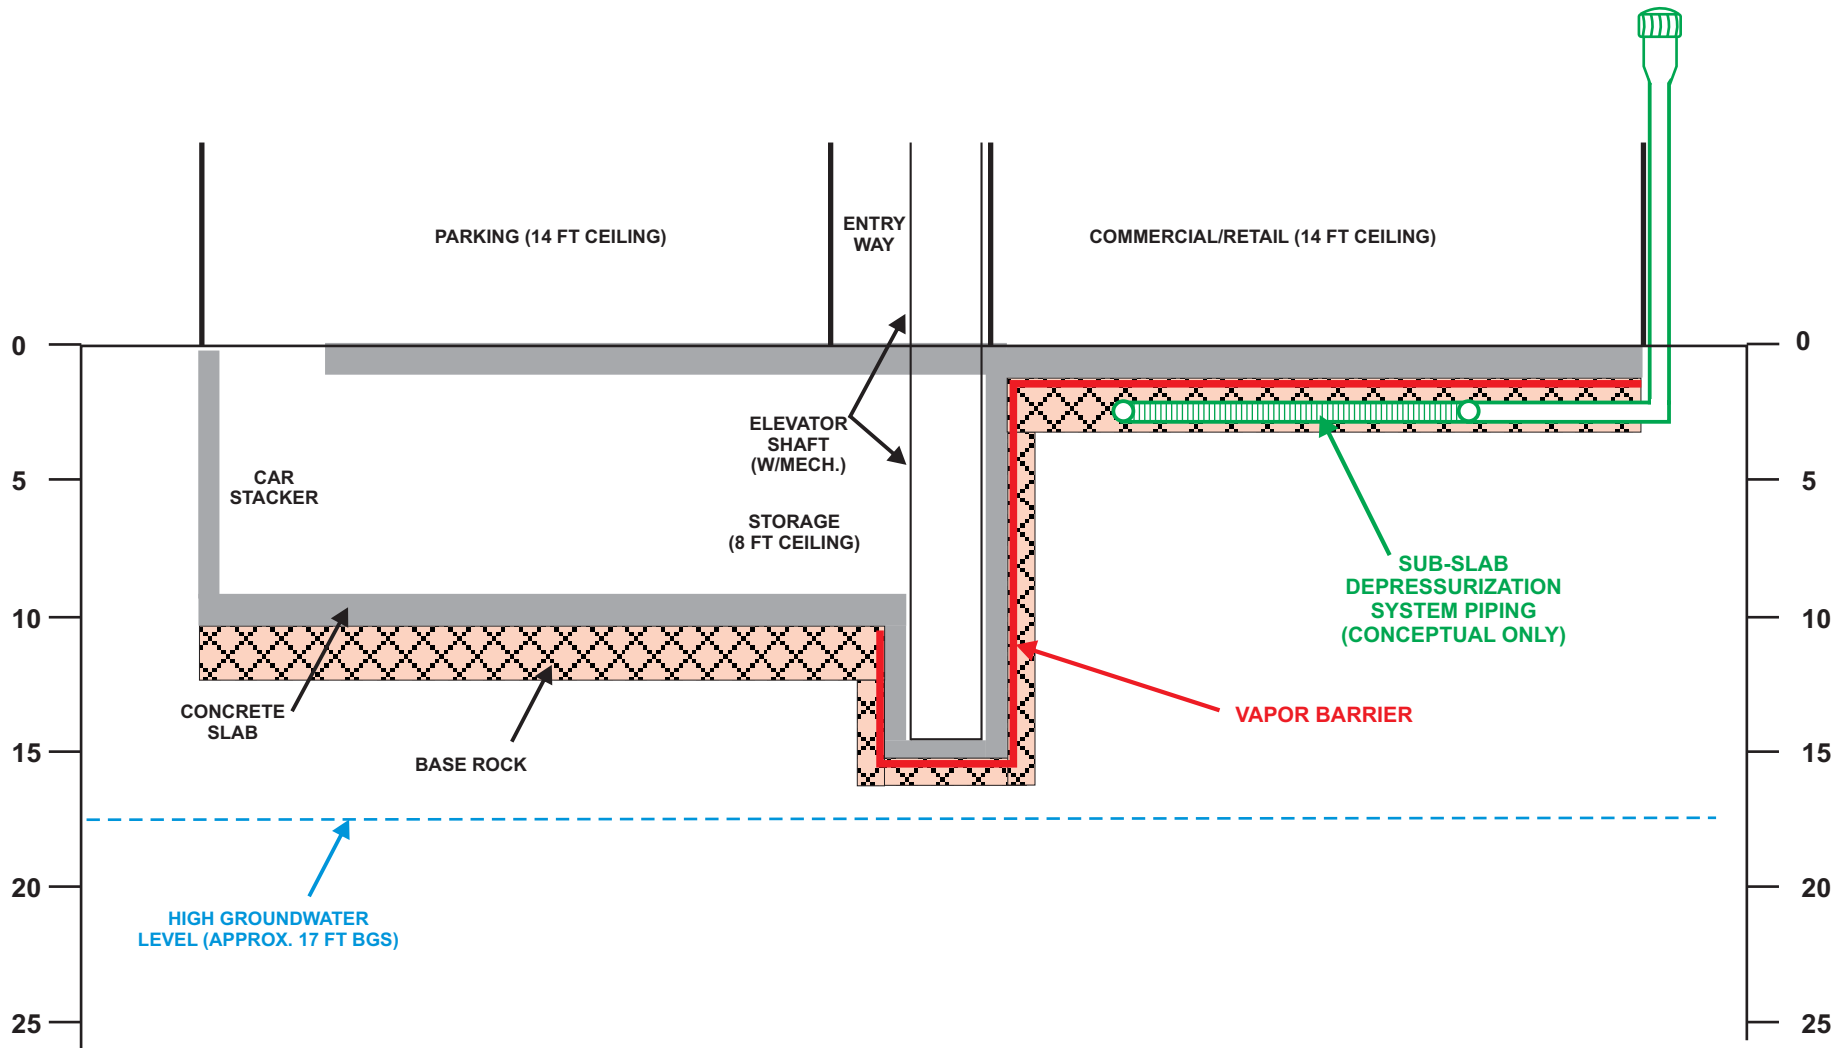 PARKING (14 FT CEILING)
ENTRY
WAY
COMMERCIAL/RETAIL (14 FT CEILING)
0
0
ELEVATOR
SHAFT
(W/MECH.)
CAR
STACKER
5
5
STORAGE
(8 FT CEILING)
SUB-SLAB
DEPRESSURIZATION
SYSTEM PIPING
(CONCEPTUAL ONLY)
10
10
CONCRETE
SLAB
VAPOR BARRIER
BASE ROCK
15
15
20
20
HIGH GROUNDWATER
LEVEL (APPROX. 17 FT BGS)
25
25